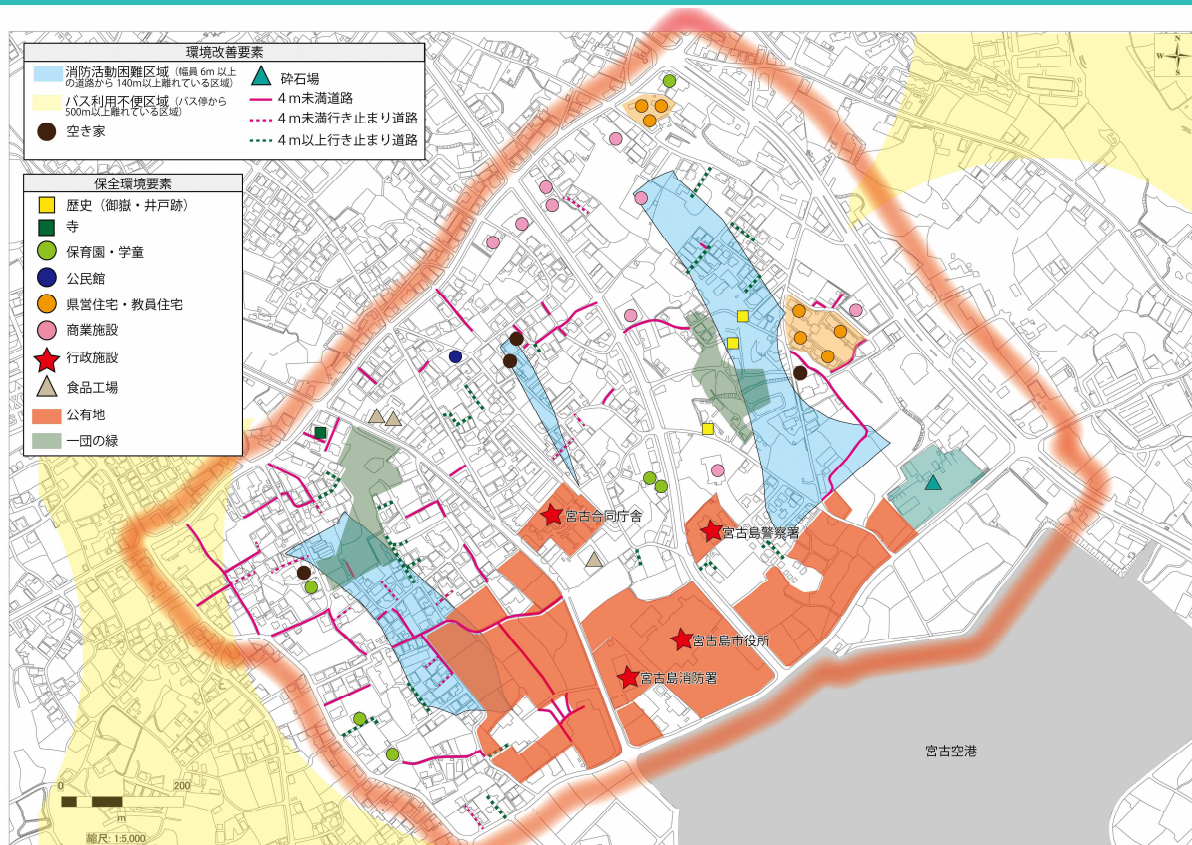 環境改善要素
消防活動困難区域（幅員 6m 以上
の道路から 140m以上離れている区域）
バス利用不便区域（バス停から
500m以上離れている区域）
空き家
砕石場
４ｍ未満道路
４ｍ未満行き止まり道路
４ｍ以上行き止まり道路
保全環境要素
歴史（御嶽・井戸跡）
寺
保育園・学童
公民館
県営住宅・教員住宅
商業施設
行政施設
食品工場
公有地
一団の緑
N
W E
S
宮古合同庁舎
宮古島警察署
宮古島市役所
宮古島消防署
宮古空港
0 200
m
縮尺: 1:5,000